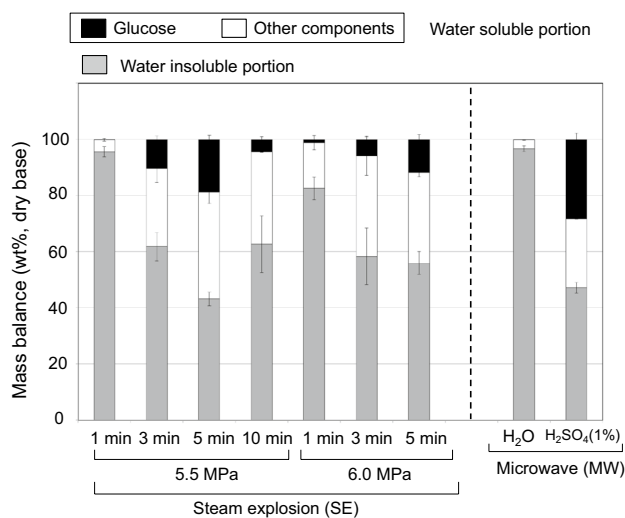 Glucose Other components Water soluble portion
Water insoluble portion
Mass balance (wt%, dry base)
100
80
60
40
20
0
1 min 3 min 5 min 10 min 1 min 3 min 5 min H₂O H₂SO₄(1%)
5.5 MPa 6.0 MPa Microwave (MW)
Steam explosion (SE)